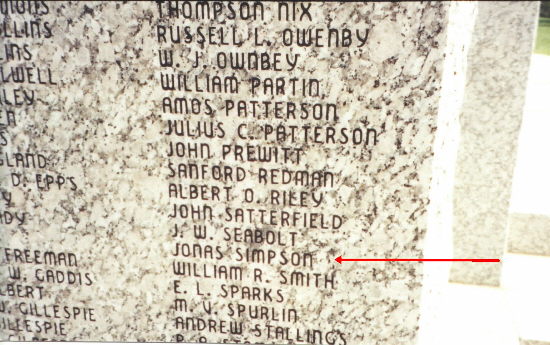 THOMPSON NIX
RUSSELL L. OWENBY
W. J. OWNBEY
WILLIAM PARTIN
AMOS PATTERSON
JULIUS C. PATTERSON
JOHN PREWITT
SANFORD REDMAN
ALBERT O. RILEY
JOHN SATTERFIELD
J. W. SEABOLT
JONAS SIMPSON
WILLIAM R. SMITH
E. L. SPARKS
M. V. SPURLIN
ANDREW STALLINGS
D. EPPS
FREEMAN
W. GADDIS
GILLESPIE